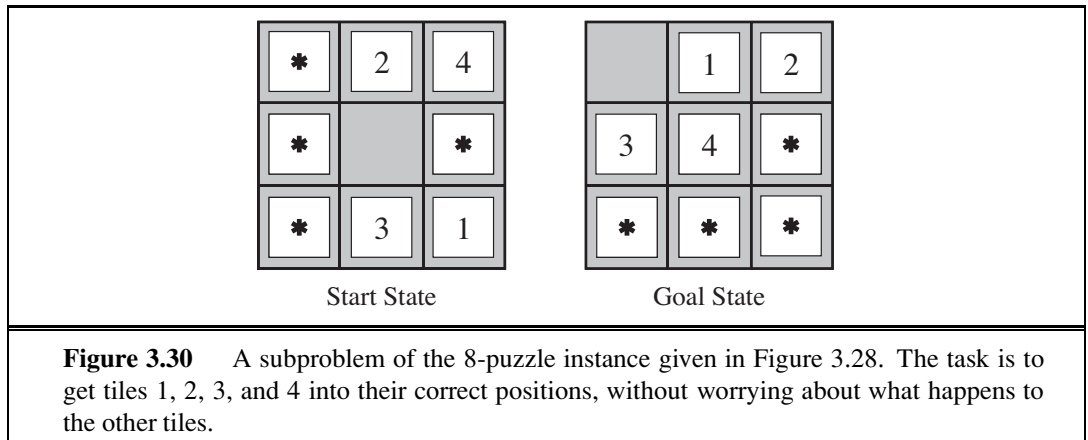 * 2 4 1 2
* * 3 4 *
* 3 1 * * *
Start State Goal State
Figure 3.30 A subproblem of the 8-puzzle instance given in Figure 3.28. The task is to
get tiles 1, 2, 3, and 4 into their correct positions, without worrying about what happens to
the other tiles.